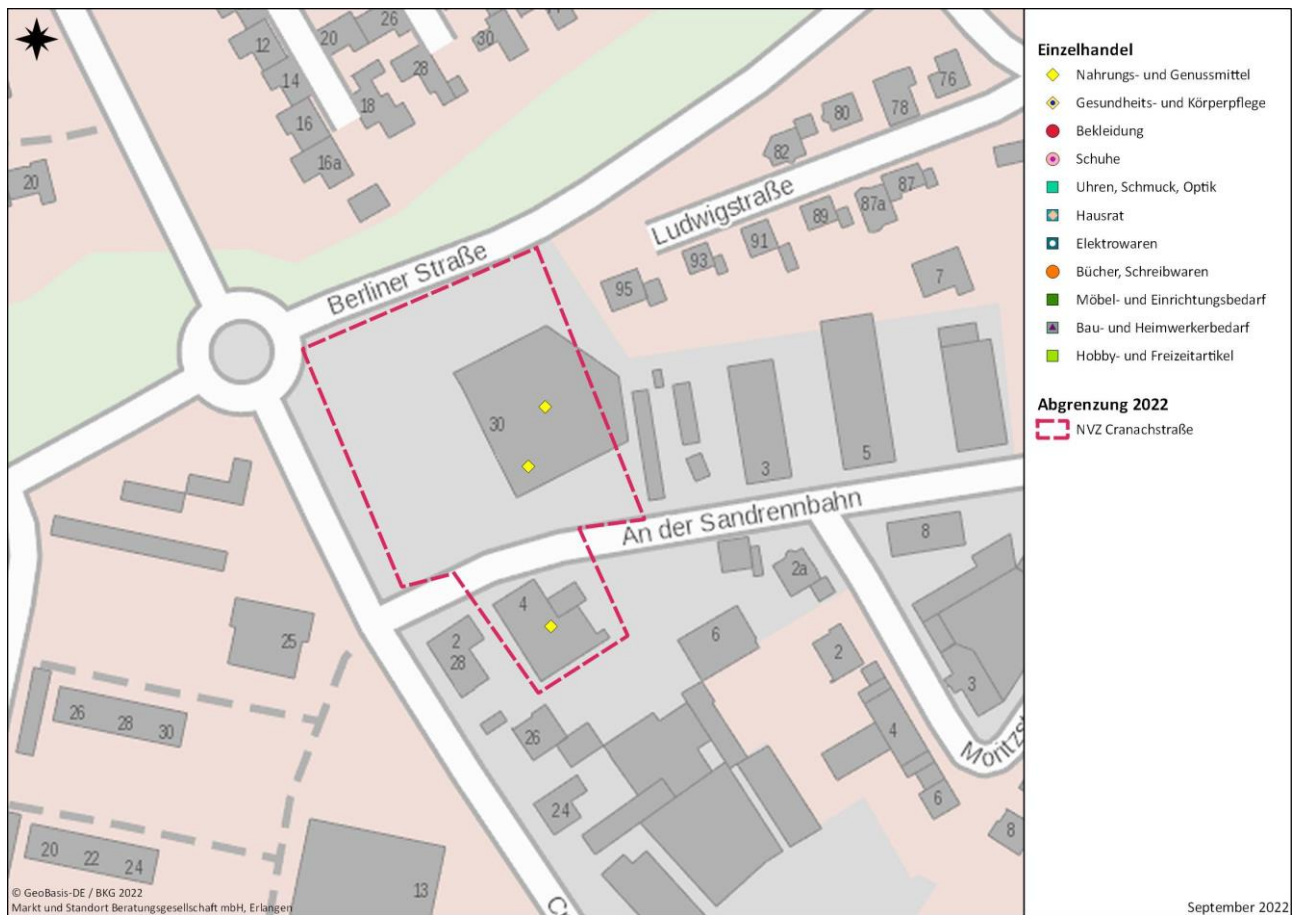 12
20
26
30
14
28
16
18
16a
20
76
78
80
82
Ludwigstraße
87
87a
89
91
93
95
7
Berliner Straße
30
3
5
An der Sandrennbahn
8
2a
4
2
28
6
2
3
25
26
28
30
26
24
4
6
8
Moritzst
20
22
24
13
© GeoBasis-DE / BKG 2022
Markt und Standort Beratungsgesellschaft mbH, Erlangen
Einzelhandel
Nahrungs- und Genussmittel
Gesundheits- und Körperpflege
Bekleidung
Schuhe
Uhren, Schmuck, Optik
Hausrat
Elektrowaren
Bücher, Schreibwaren
Möbel- und Einrichtungsbedarf
Bau- und Heimwerkerbedarf
Hobby- und Freizeitartikel
Abgrenzung 2022
NVZ Cranachstraße
September 2022